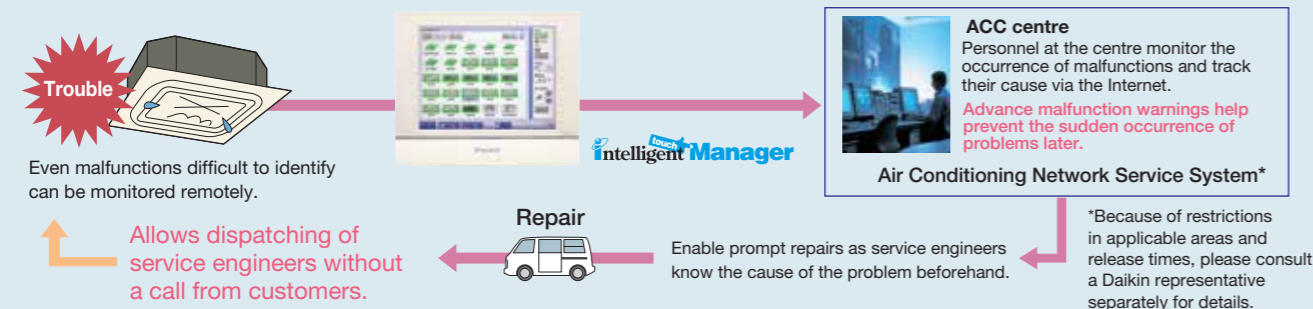 Trouble
Even malfunctions difficult to identify
can be monitored remotely.
intelligent touch Manager
ACC centre
Personnel at the centre monitor the
occurrence of malfunctions and track
their cause via the Internet.
Advance malfunction warnings help
prevent the sudden occurrence of
problems later.
Air Conditioning Network Service System*
*Because of restrictions
in applicable areas and
release times, please consult
a Daikin representative
separately for details.
Enable prompt repairs as service engineers
know the cause of the problem beforehand.
Repair
Allows dispatching of
service engineers without
a call from customers.